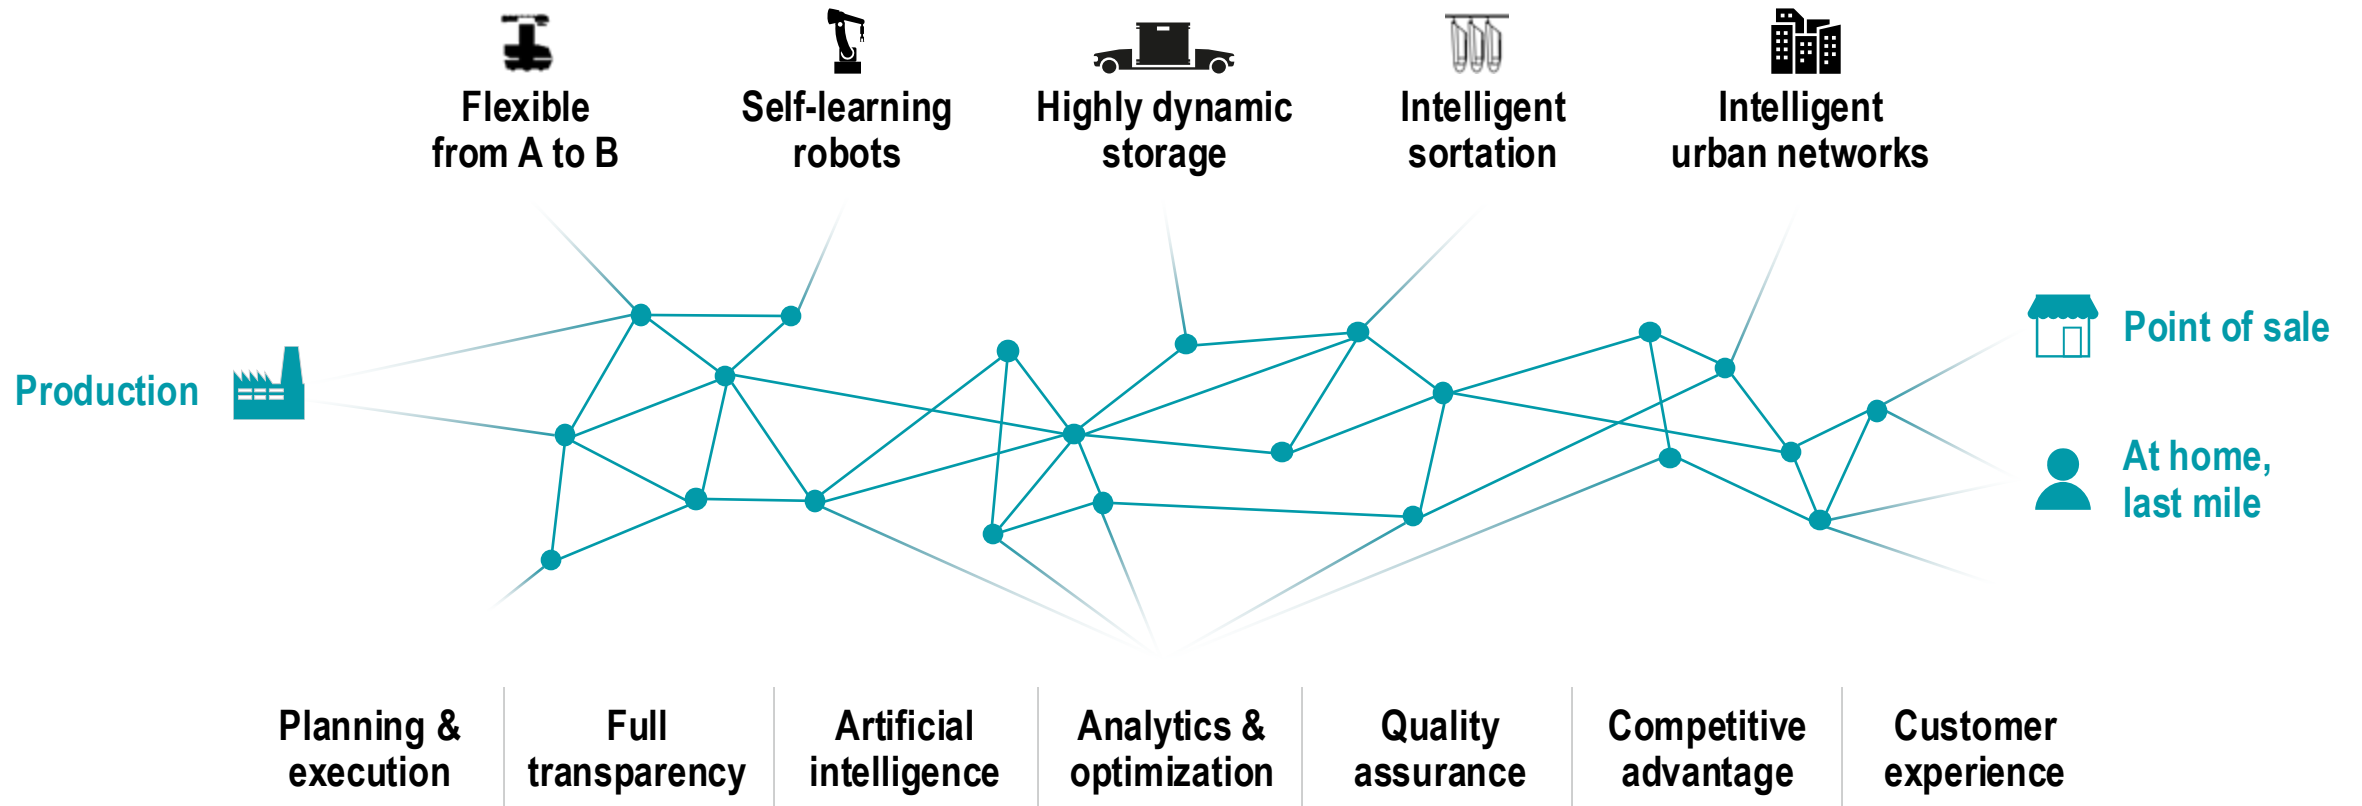 Flexible
from A to B
Self-learning
robots
Highly dynamic
storage
Intelligent
sortation
Intelligent
urban networks
Production
Point of sale
At home,
last mile
Planning &
execution
Full
transparency
Artificial
intelligence
Analytics &
optimization
Quality
assurance
Competitive
advantage
Customer
experience